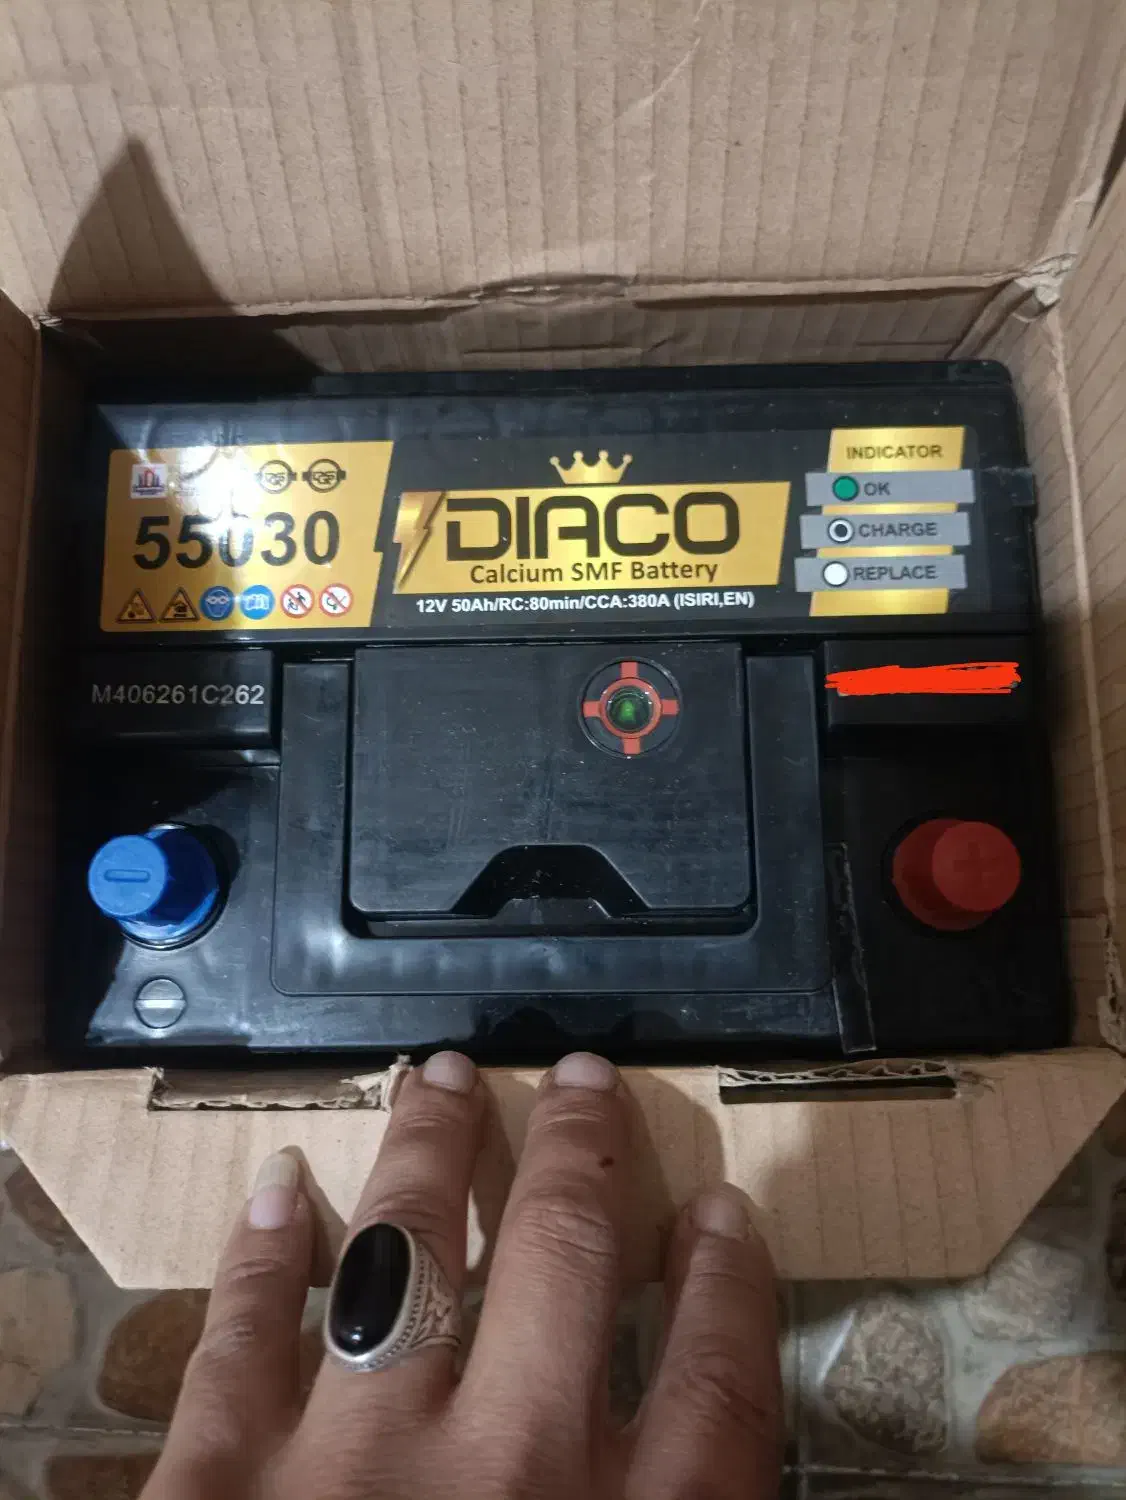 55030
DIACO
Calcium SMF Battery
12V 50Ah/RC:80min/CCA:380A (ISIRI,EN)
INDICATOR
OK
CHARGE
REPLACE
M406261C262